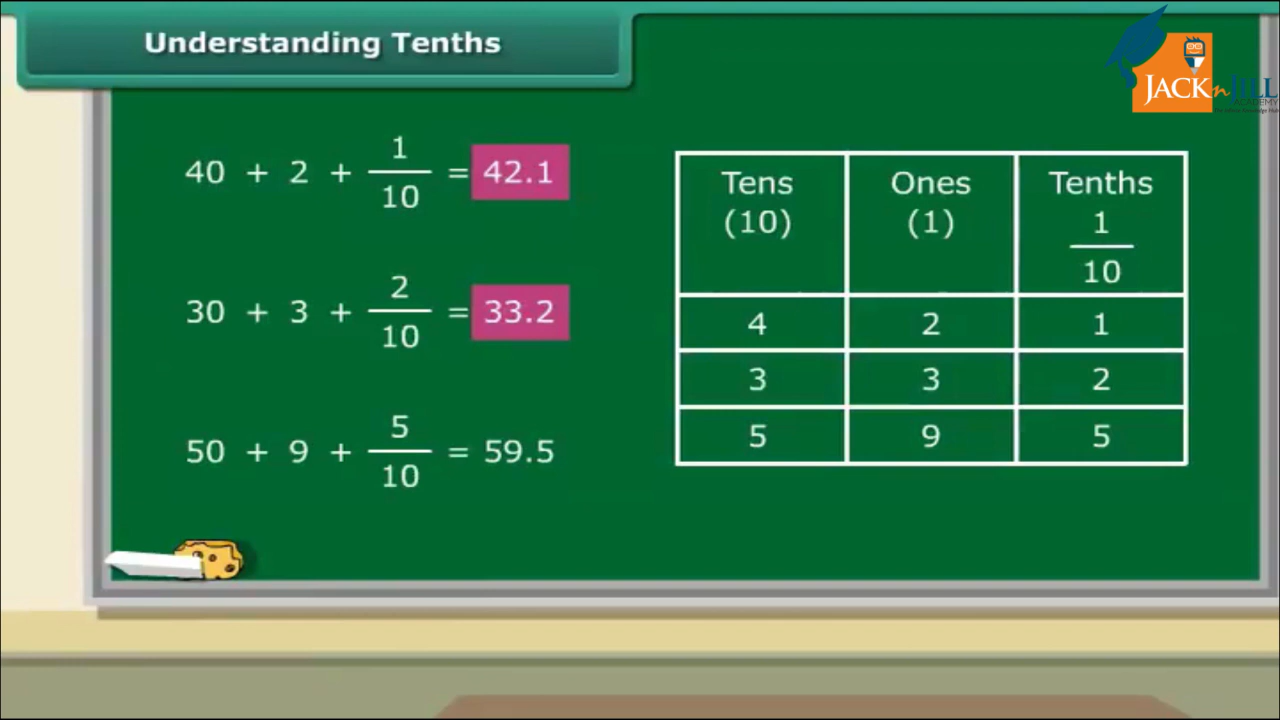 Understanding Tenths
JACK n JILL
ACADEMY
40 + 2 + 1/10 = 42.1
30 + 3 + 2/10 = 33.2
50 + 9 + 5/10 = 59.5
Tens (10) Ones (1) Tenths 1/10
4 2 1
3 3 2
5 9 5